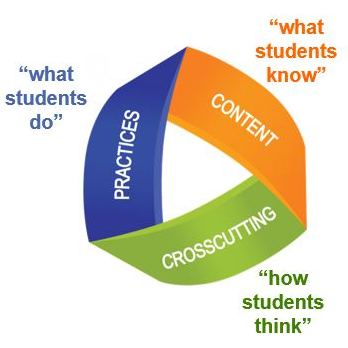 “what
students
know”
“what
students
do”
CONTENT
PRACTICES
CROSSCUTTING
“how
students
think”